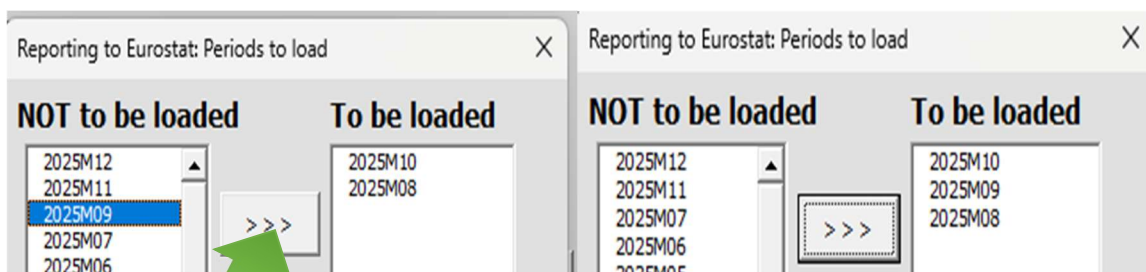 Reporting to Eurostat: Periods to load
X
NOT to be loaded
To be loaded
2025M12
2025M11
2025M09
2025M07
2025M06
>>>
2025M10
2025M08
Reporting to Eurostat: Periods to load
X
NOT to be loaded
To be loaded
2025M12
2025M11
2025M07
2025M06
2025M05
>>>
2025M10
2025M09
2025M08